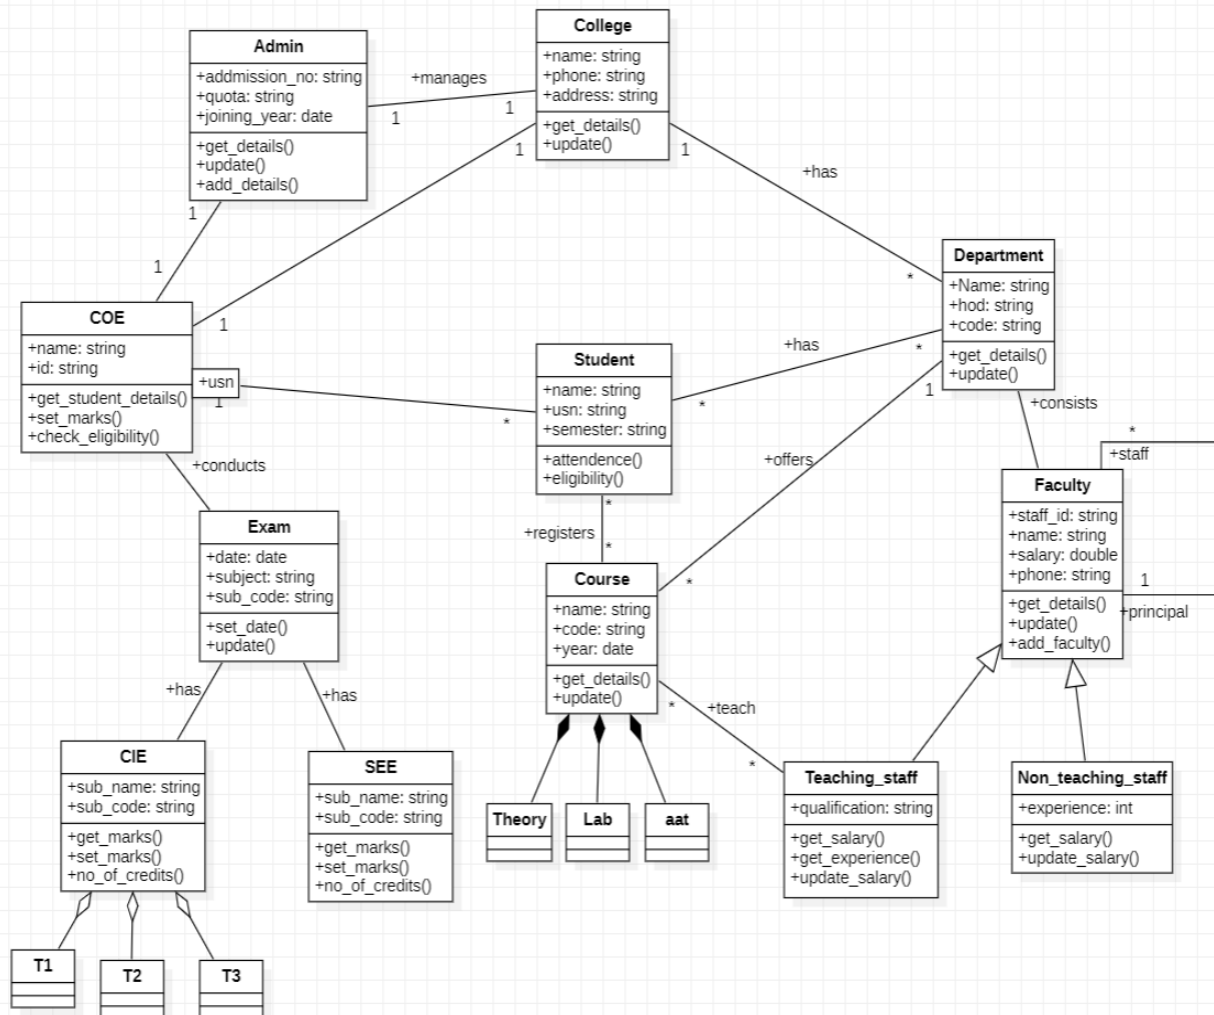 Admin
+addmission_no: string
+quota: string
+joining_year: date
+get_details()
+update()
+add_details()
+manages
1
1
College
+name: string
+phone: string
+address: string
+get_details()
+update()
1
1
+has
*
1
1
1
Department
+Name: string
+hod: string
+code: string
+get_details()
+update()
COE
+name: string
+id: string
+get_student_details()
+set_marks()
+check_eligibility()
+usn
1
*
Student
+name: string
+usn: string
+semester: string
+attendence()
+eligibility()
+has
*
*
1
+offers
*
+consists
*
+staff
+conducts
Exam
+date: date
+subject: string
+sub_code: string
+set_date()
+update()
*
+registers
*
Course
+name: string
+code: string
+year: date
+get_details()
+update()
Faculty
+staff_id: string
+name: string
+salary: double
+phone: string
+get_details()
+update()
+add_faculty()
1
+principal
+has
+has
*
+teach
*
CIE
+sub_name: string
+sub_code: string
+get_marks()
+set_marks()
+no_of_credits()
SEE
+sub_name: string
+sub_code: string
+get_marks()
+set_marks()
+no_of_credits()
Theory
Lab
aat
Teaching_staff
+qualification: string
+get_salary()
+get_experience()
+update_salary()
Non_teaching_staff
+experience: int
+get_salary()
+update_salary()
T1
T2
T3